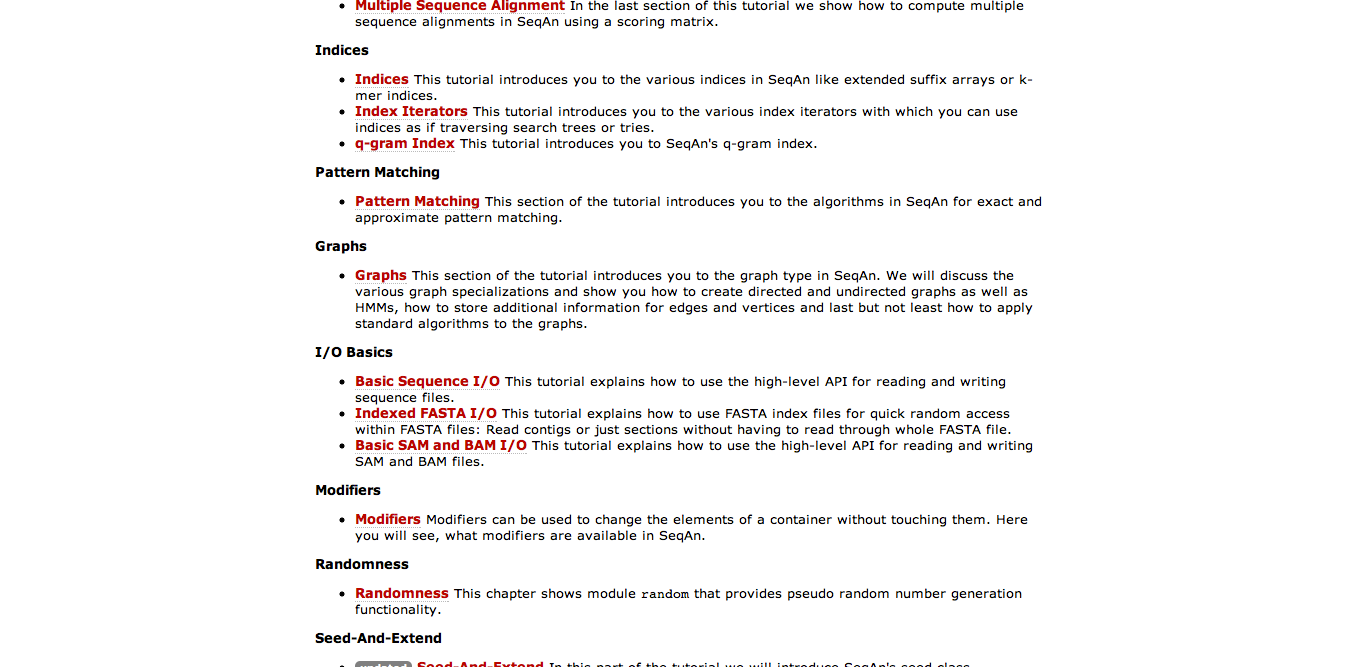 Multiple Sequence Alignment In the last section of this tutorial we show how to compute multiple
sequence alignments in SeqAn using a scoring matrix.
Indices
Indices This tutorial introduces you to the various indices in SeqAn like extended suffix arrays or k-
mer indices.
Index Iterators This tutorial introduces you to the various index iterators with which you can use
indices as if traversing search trees or tries.
q-gram Index This tutorial introduces you to SeqAn's q-gram index.
Pattern Matching
Pattern Matching This section of the tutorial introduces you to the algorithms in SeqAn for exact and
approximate pattern matching.
Graphs
Graphs This section of the tutorial introduces you to the graph type in SeqAn. We will discuss the
various graph specializations and show you how to create directed and undirected graphs as well as
HMMs, how to store additional information for edges and vertices and last but not least how to apply
standard algorithms to the graphs.
I/O Basics
Basic Sequence I/O This tutorial explains how to use the high-level API for reading and writing
sequence files.
Indexed FASTA I/O This tutorial explains how to use FASTA index files for quick random access
within FASTA files: Read contigs or just sections without having to read through whole FASTA file.
Basic SAM and BAM I/O This tutorial explains how to use the high-level API for reading and writing
SAM and BAM files.
Modifiers
Modifiers Modifiers can be used to change the elements of a container without touching them. Here
you will see, what modifiers are available in SeqAn.
Randomness
Randomness This chapter shows module random that provides pseudo random number generation
functionality.
Seed-And-Extend
updated Seed-And-Extend In this part of the tutorial we will introduce SeqAn's seed class,